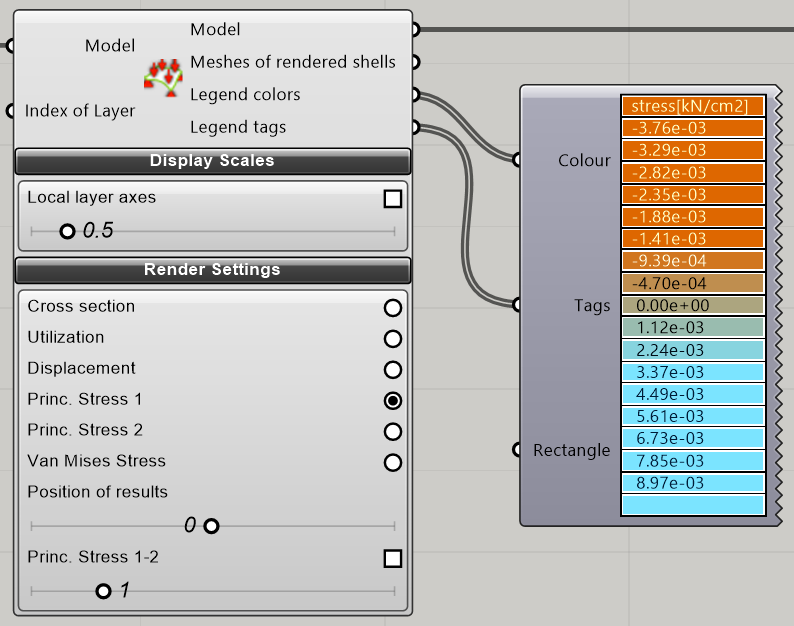 Model
Index of Layer
Model
Meshes of rendered shells
Legend colors
Legend tags
Display Scales
Local layer axes
0.5
Render Settings
Cross section
Utilization
Displacement
Princ. Stress 1
Princ. Stress 2
Van Mises Stress
Position of results
0
Princ. Stress 1-2
1
Colour
Tags
Rectangle
stress[kN/cm2]
-3.76e-03
-3.29e-03
-2.82e-03
-2.35e-03
-1.88e-03
-1.41e-03
-9.39e-04
-4.70e-04
0.00e+00
1.12e-03
2.24e-03
3.37e-03
4.49e-03
5.61e-03
6.73e-03
7.85e-03
8.97e-03